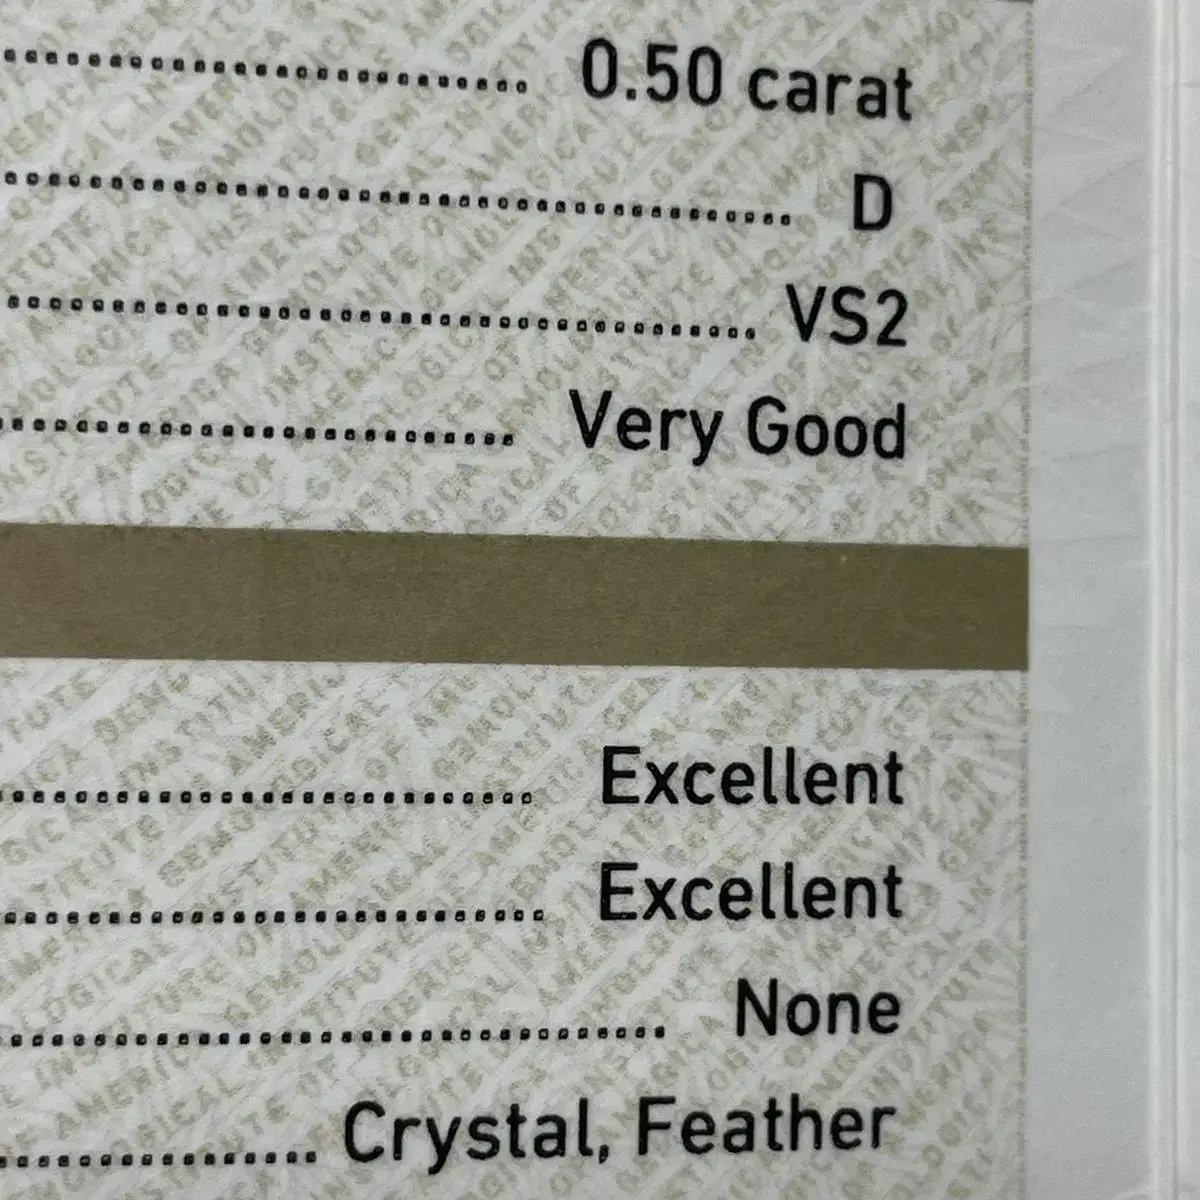 0.50 carat
D
VS2
Very Good
Excellent
Excellent
None
Crystal, Feather